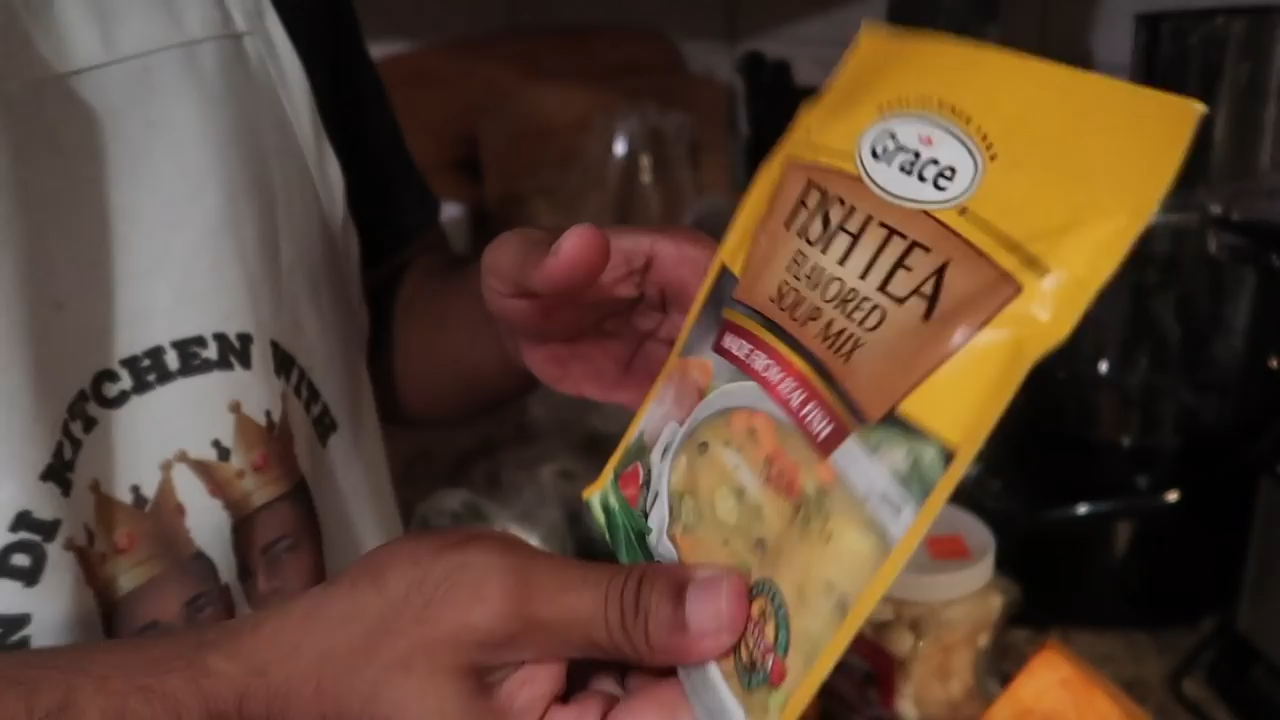 Grace
FISH TEA
FLAVORED
SOUP MIX
MADE FROM REAL FISH
N DI KITCHEN WITH